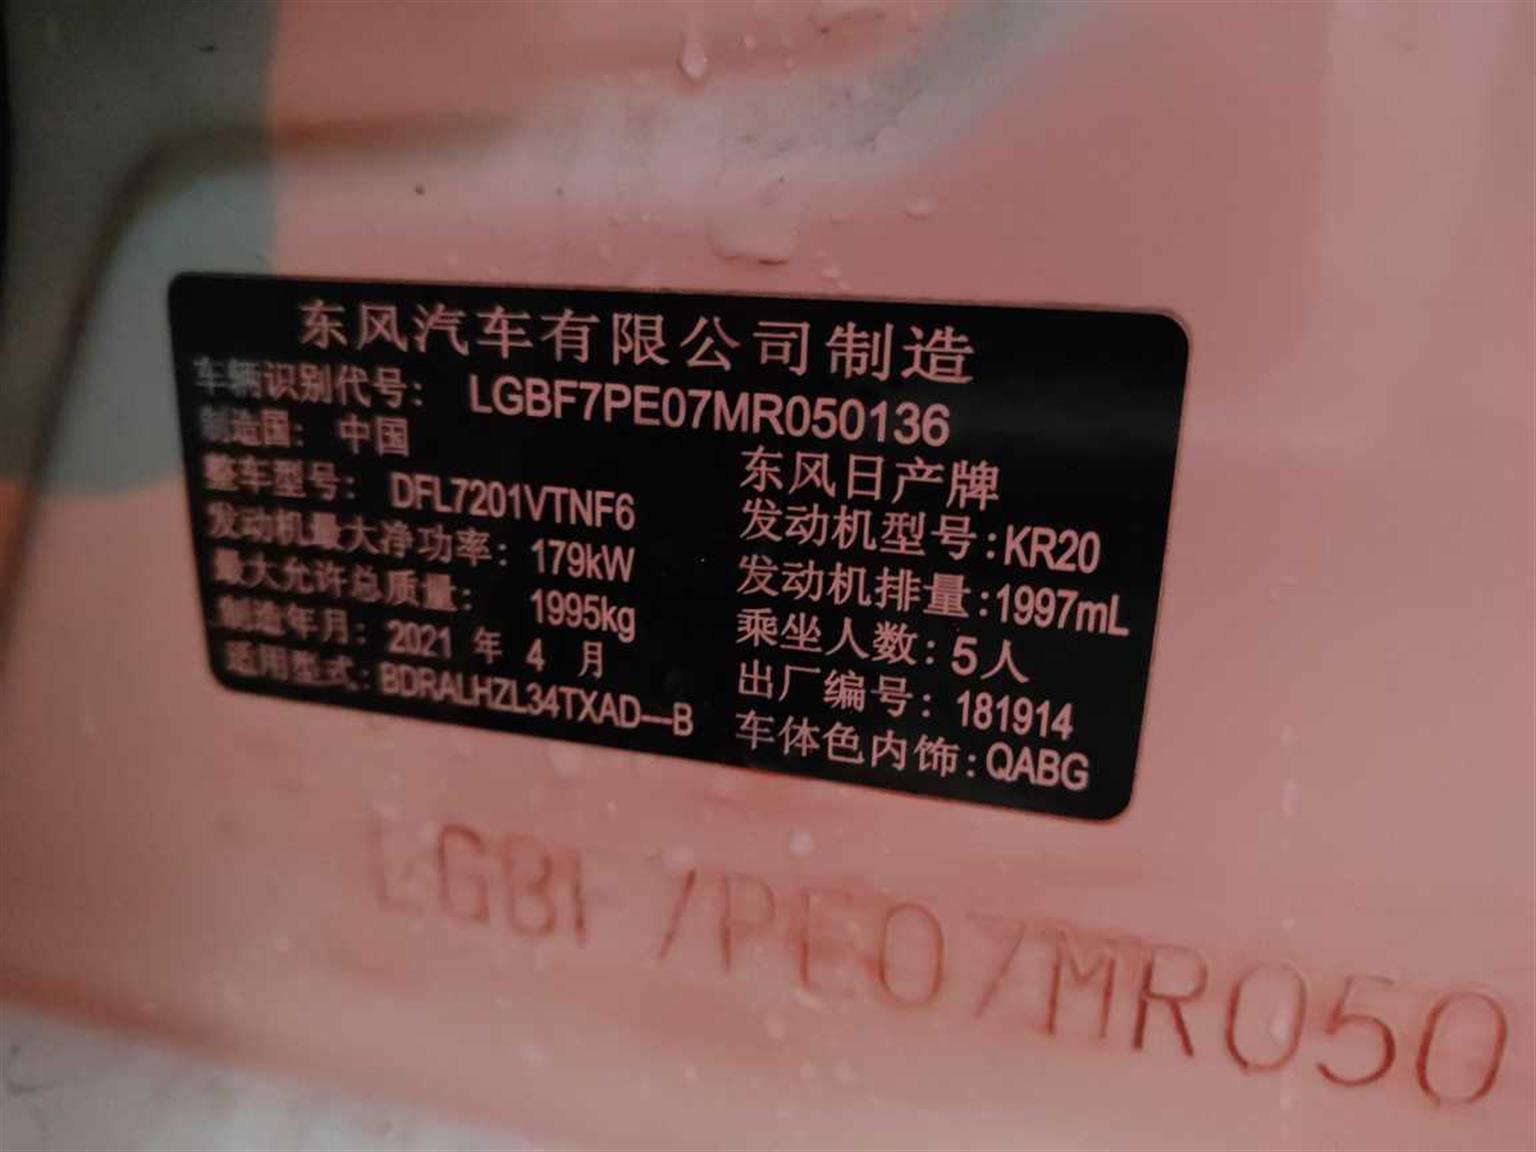 东风汽车有限公司制造
车辆识别代号: LGBF7PE07MR050136
制造国: 中国 东风日产牌
整车型号: DFL7201VTNF6 发动机型号:KR20
发动机最大净功率: 179kW 发动机排量:1997mL
最大允许总质量: 1995kg 乘坐人数:5人
制造年月: 2021 年 4 月 出厂编号: 181914
适用型式: BDRALHZL34TXAD—B 车体色内饰:QABG
LGBF7PE07MR050